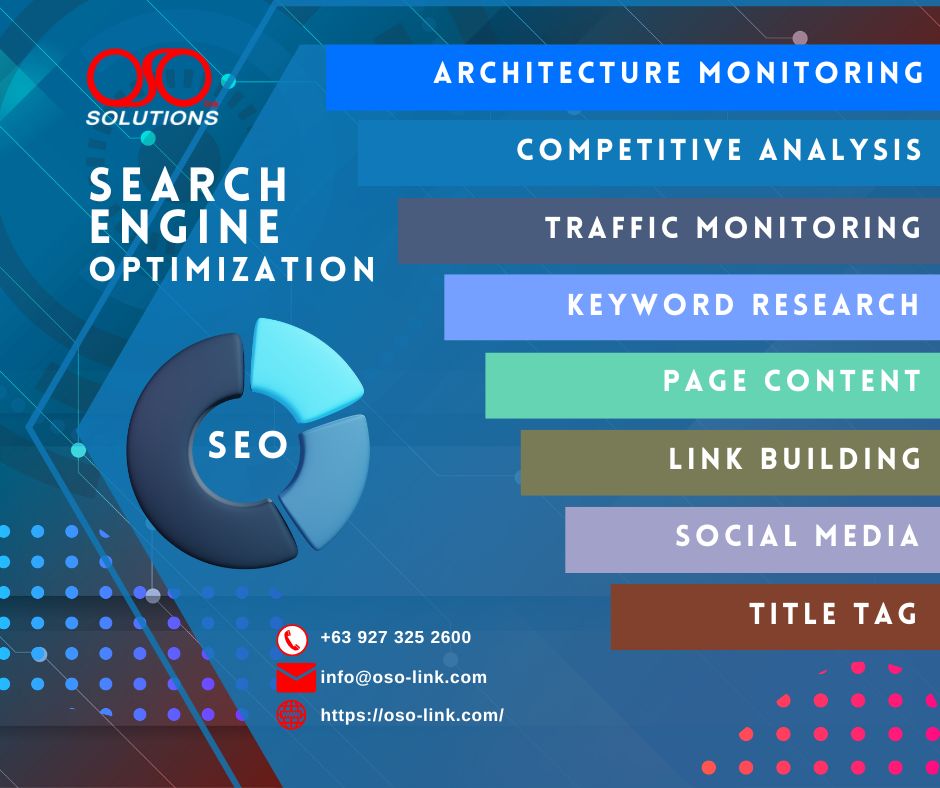 OSO
SOLUTIONS
SEARCH
ENGINE
OPTIMIZATION
SEO
ARCHITECTURE MONITORING
COMPETITIVE ANALYSIS
TRAFFIC MONITORING
KEYWORD RESEARCH
PAGE CONTENT
LINK BUILDING
SOCIAL MEDIA
TITLE TAG
+63 927 325 2600
info@oso-link.com
https://oso-link.com/